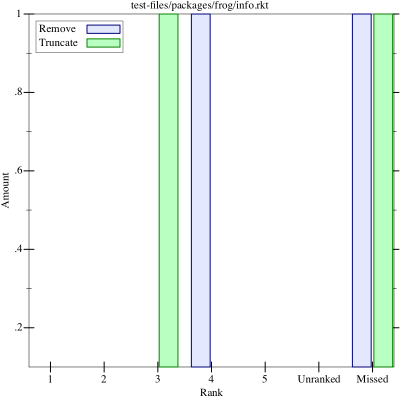 test-files/packages/frog/info.rkt
Remove
Truncate
1
.8
.6
.4
.2
Amount
1 2 3 4 5 Unranked Missed
Rank